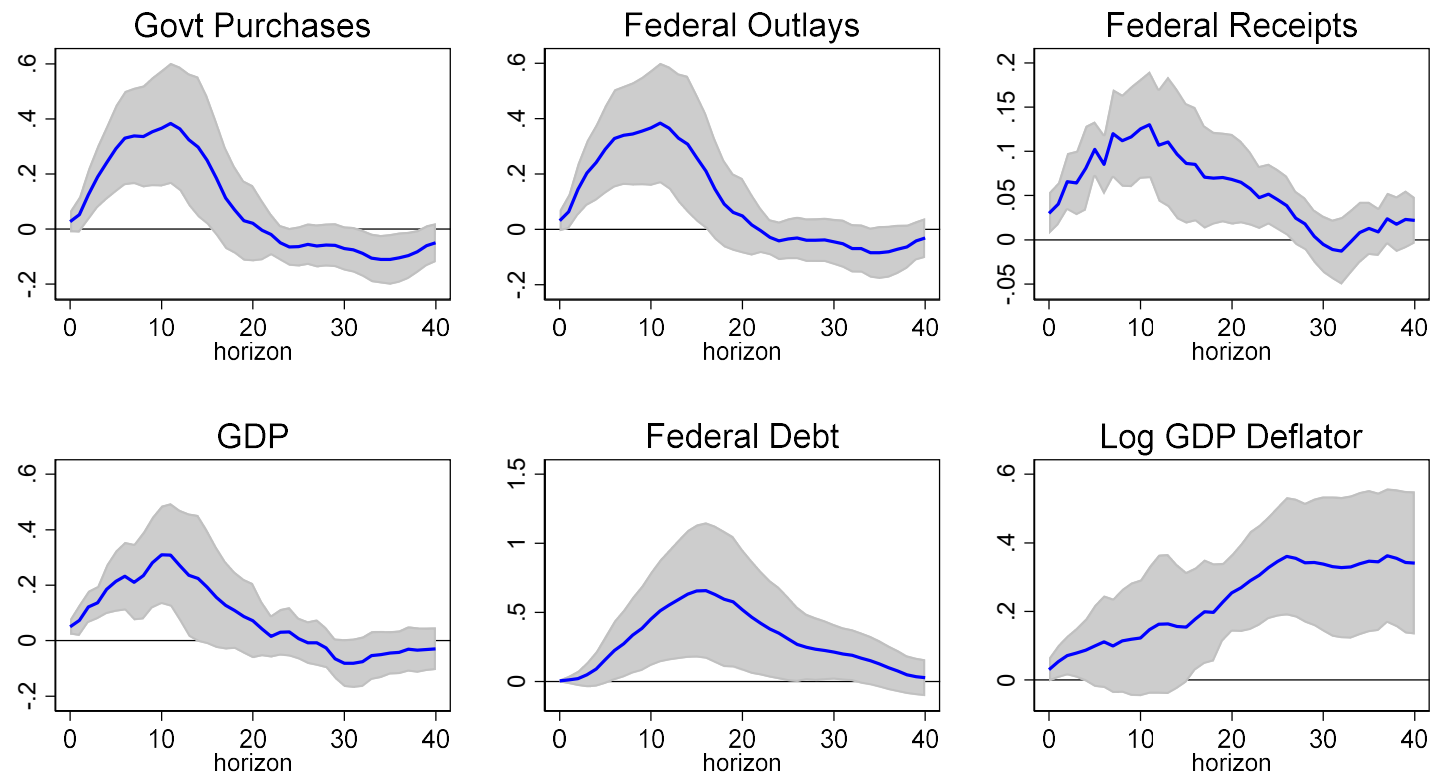 Govt Purchases
.6
.4
.2
0
-.2
0 10 20 30 40
horizon
Federal Outlays
.6
.4
.2
0
-.2
0 10 20 30 40
horizon
Federal Receipts
.2
.15
.1
.05
0
-.05
0 10 20 30 40
horizon
GDP
.6
.4
.2
0
-.2
0 10 20 30 40
horizon
Federal Debt
1.5
1
.5
0
0 10 20 30 40
horizon
Log GDP Deflator
.6
.4
.2
0
0 10 20 30 40
horizon